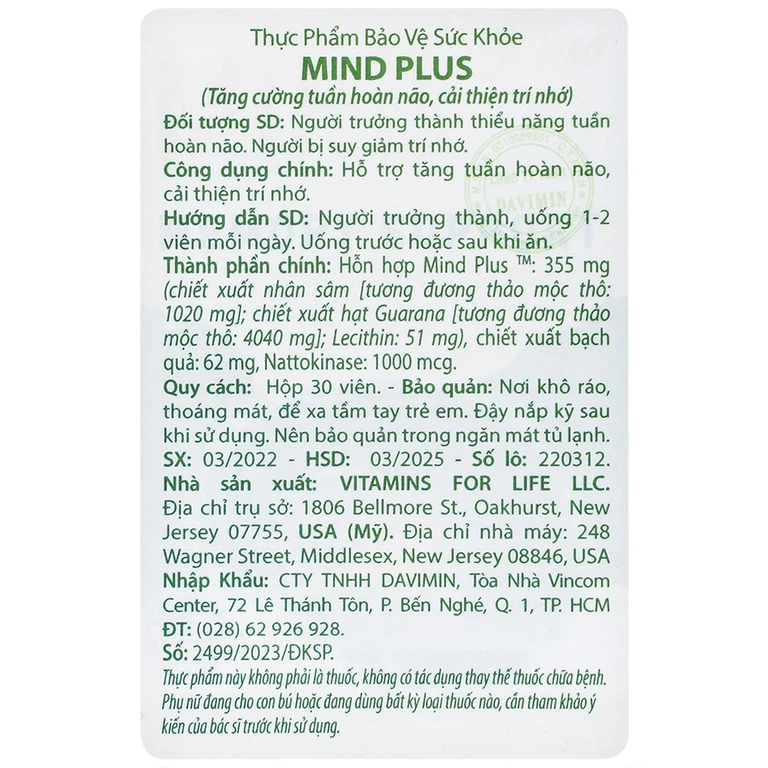 Thực Phẩm Bảo Vệ Sức Khỏe
MIND PLUS
(Tăng cường tuần hoàn não, cải thiện trí nhớ)
Đối tượng SD: Người trưởng thành thiểu năng tuần
hoàn não. Người bị suy giảm trí nhớ.
Công dụng chính: Hỗ trợ tăng tuần hoàn não,
cải thiện trí nhớ.
Hướng dẫn SD: Người trưởng thành, uống 1-2
viên mỗi ngày. Uống trước hoặc sau khi ăn.
Thành phần chính: Hỗn hợp Mind Plus ™: 355 mg
(chiết xuất nhân sâm [tương đương thảo mộc thô:
1020 mg]; chiết xuất hạt Guarana [tương đương thảo
mộc thô: 4040 mg]; Lecithin: 51 mg), chiết xuất bạch
quả: 62 mg, Nattokinase: 1000 mcg.
Quy cách: Hộp 30 viên. - Bảo quản: Nơi khô ráo,
thoáng mát, để xa tầm tay trẻ em. Đậy nắp kỹ sau
khi sử dụng. Nên bảo quản trong ngăn mát tủ lạnh.
SX: 03/2022 - HSD: 03/2025 - Số lô: 220312.
Nhà sản xuất: VITAMINS FOR LIFE LLC.
Địa chỉ trụ sở: 1806 Bellmore St., Oakhurst, New
Jersey 07755, USA (Mỹ). Địa chỉ nhà máy: 248
Wagner Street, Middlesex, New Jersey 08846, USA
Nhập Khẩu: CTY TNHH DAVIMIN, Tòa Nhà Vincom
Center, 72 Lê Thánh Tôn, P. Bến Nghé, Q. 1, TP. HCM
ĐT: (028) 62 926 928.
Số: 2499/2023/ĐKSP.
Thực phẩm này không phải là thuốc, không có tác dụng thay thế thuốc chữa bệnh.
Phụ nữ đang cho con bú hoặc đang dùng bất kỳ loại thuốc nào, cần tham khảo ý
kiến của bác sĩ trước khi sử dụng.
DAVIMIN